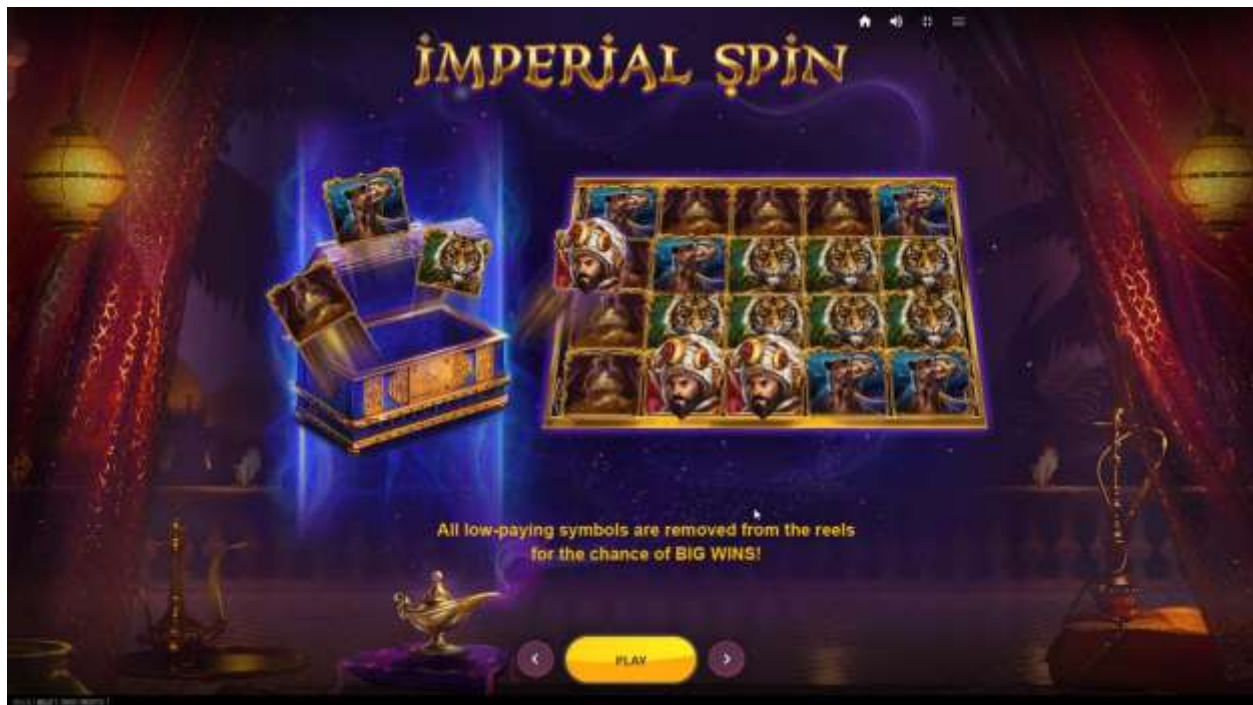 IMPERIAL SPIN
All low-paying symbols are removed from the reels
for the chance of BIG WINS!
PLAY